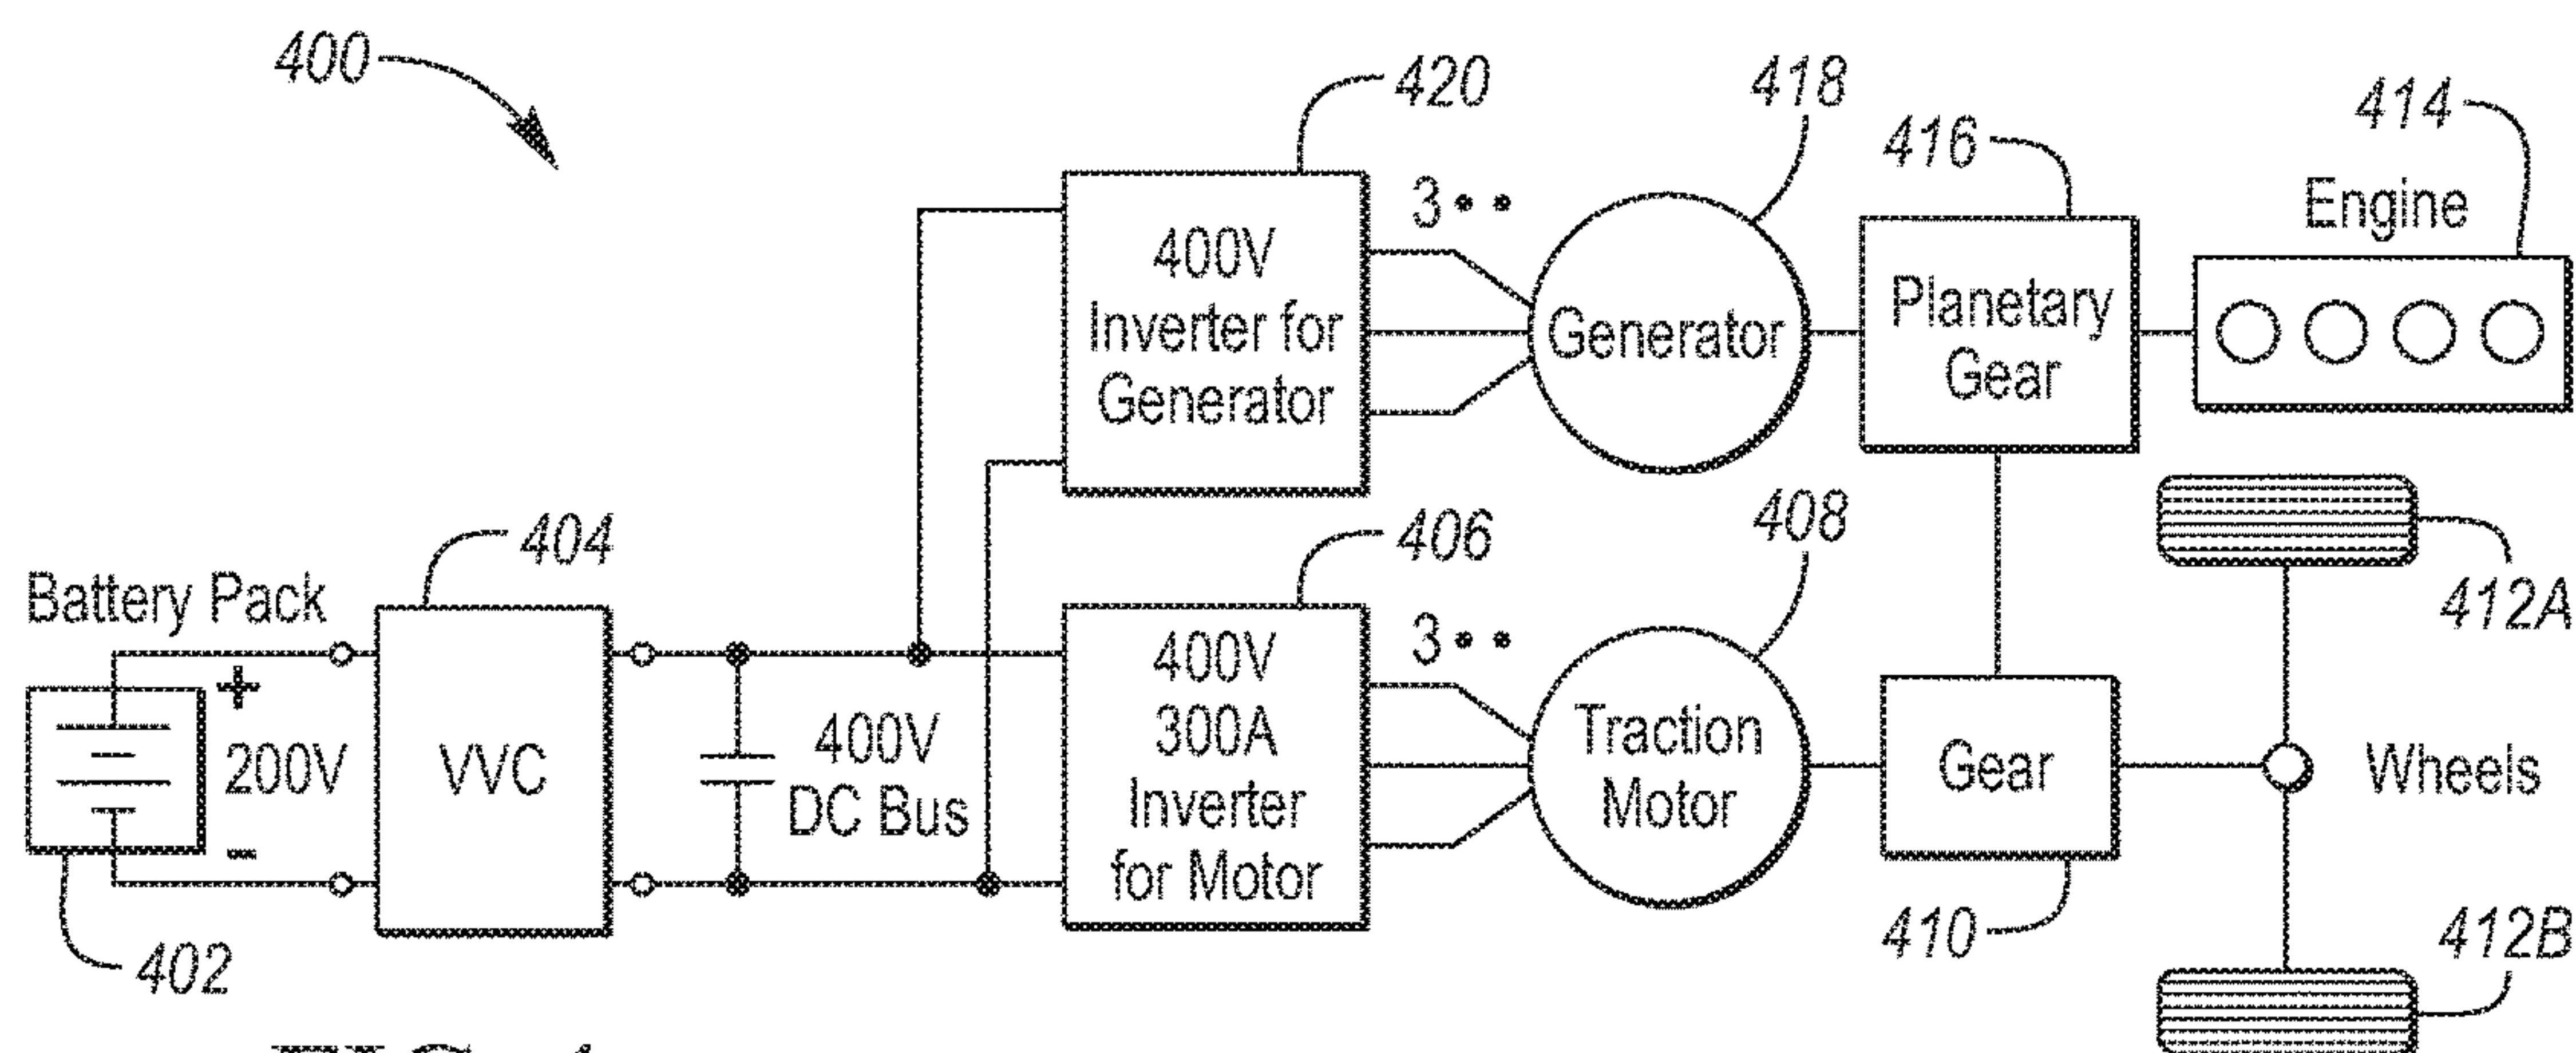 400
420
418
416
414
Engine
3··
400V
Inverter for
Generator
Generator
Planetary
Gear
404
406
408
412A
Battery Pack
3··
+
200V
-
VVC
400V
DC Bus
400V
300A
Inverter
for Motor
Traction
Motor
Gear
Wheels
402
410
412B